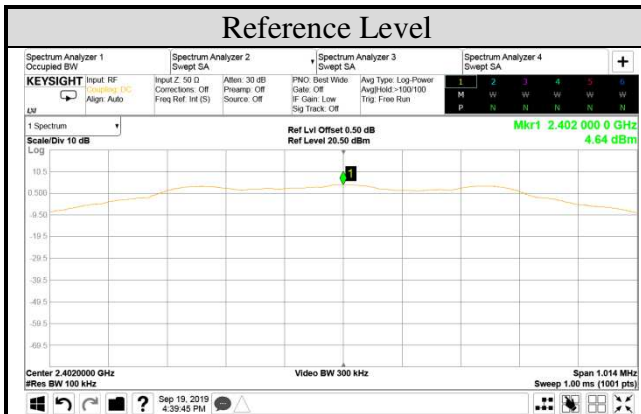 Reference Level
Spectrum Analyzer 1
Occupied BW
Spectrum Analyzer 2
Swept SA
Spectrum Analyzer 3
Swept SA
Spectrum Analyzer 4
Swept SA
+
KEYSIGHT
Input: RF
Coupling: DC
Align: Auto
Input Z: 50 Ω
Corrections: Off
Freq Ref: Int (S)
Atten: 30 dB
Preamp: Off
Source: Off
PNO: Best Wide
Gate: Off
IF Gain: Low
Sig Track: Off
Avg Type: Log-Power
Avg|Hold:>100/100
Trig: Free Run
1 2 3 4 5 6
M W W W W W
P N N N N N
LXI
1 Spectrum
Scale/Div 10 dB
Ref Lvl Offset 0.50 dB
Ref Level 20.50 dBm
Mkr1 2.402 000 0 GHz
4.64 dBm
Log
1
10.5
0.500
-9.50
-19.5
-29.5
-39.5
-49.5
-59.5
-69.5
Center 2.4020000 GHz
#Res BW 100 kHz
Video BW 300 kHz
Span 1.014 MHz
Sweep 1.00 ms (1001 pts)
?
Sep 19, 2019
4:39:45 PM